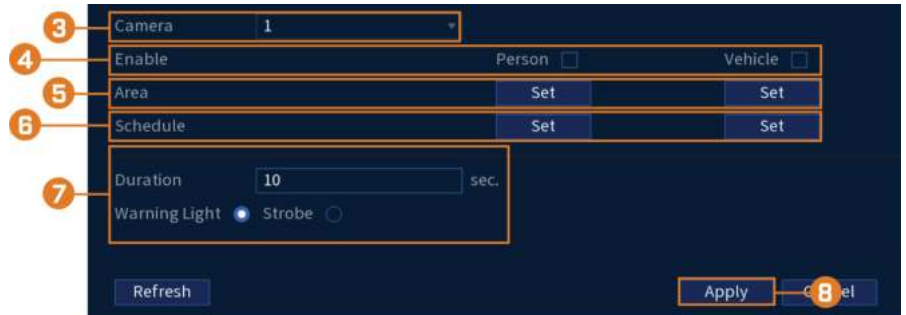 3 Camera 1
4 Enable Person Vehicle
5 Area Set Set
6 Schedule Set Set
7
Duration 10 sec.
Warning Light Strobe
Refresh Apply 8 el